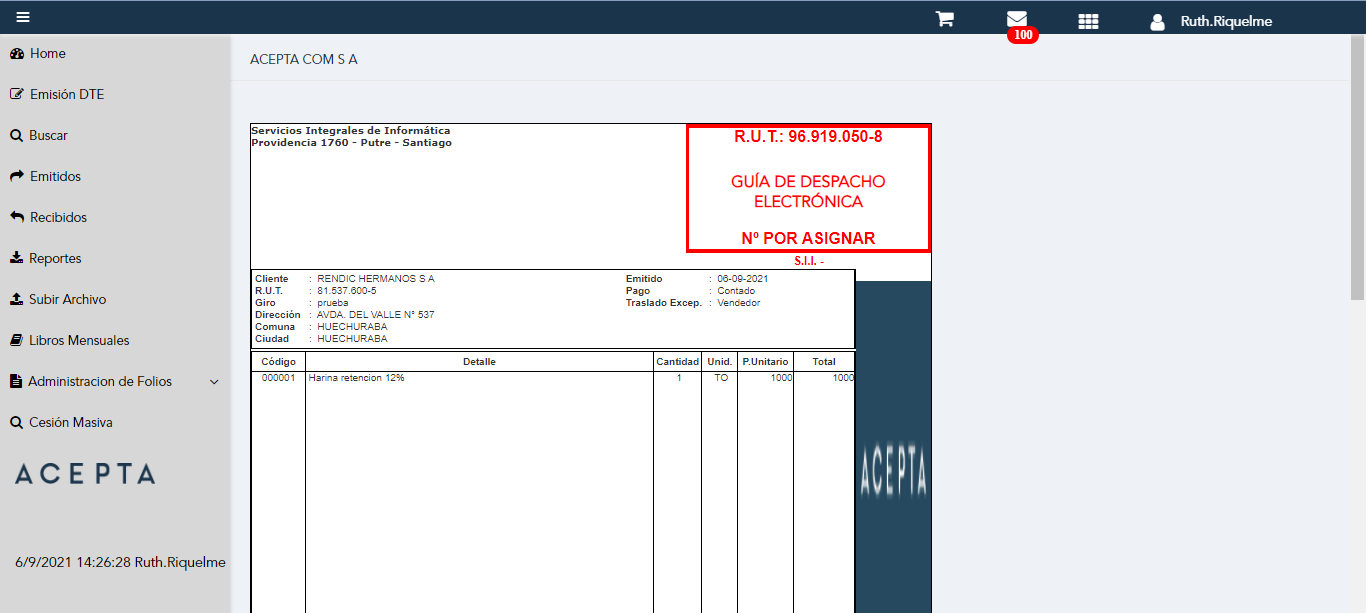 Ruth.Riquelme
100
Home
Emisión DTE
Buscar
Emitidos
Recibidos
Reportes
Subir Archivo
Libros Mensuales
Administracion de Folios
Cesión Masiva
ACEPTA
6/9/2021 14:26:28 Ruth.Riquelme
ACEPTA COM S A
Servicios Integrales de Informática
Providencia 1760 - Putre - Santiago
R.U.T.: 96.919.050-8
GUÍA DE DESPACHO
ELECTRÓNICA
Nº POR ASIGNAR
S.I.I. -
Cliente : RENDIC HERMANOS S A Emitido : 06-09-2021
R.U.T. : 81.537.600-5 Pago : Contado
Giro : prueba Traslado Excep. : Vendedor
Dirección : AVDA. DEL VALLE N° 537
Comuna : HUECHURABA
Ciudad : HUECHURABA
Código Detalle Cantidad Unid. P.Unitario Total
000001 Harina retencion 12% 1 TO 1000 1000
ACEPTA